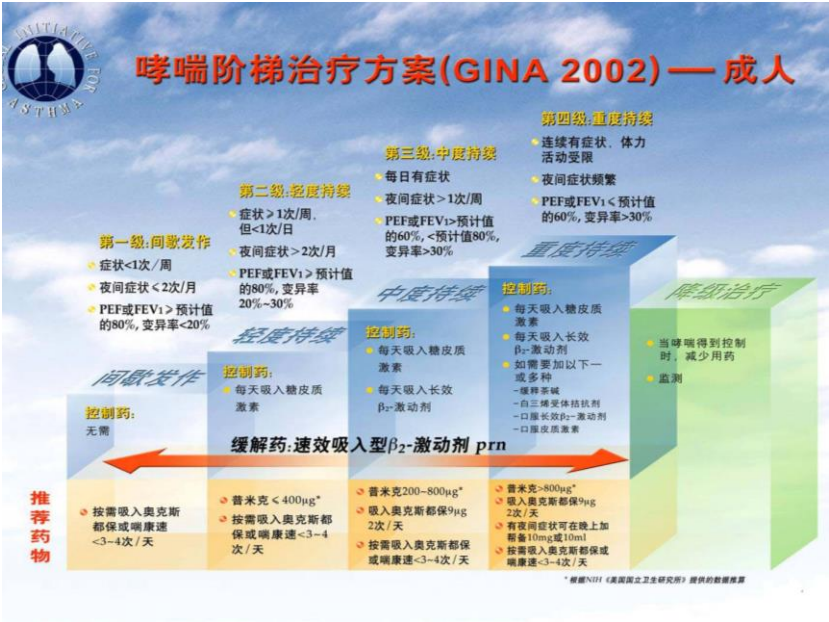 INITIATIVE FOR
ASTHMA
哮喘阶梯治疗方案(GINA 2002)—成人
第一级:间歇发作
症状<1次/周
夜间症状≤2次/月
PEF或FEV1≥预计值
的80%, 变异率<20%
第二级:轻度持续
症状≥1次/周,
但<1次/日
夜间症状>2次/月
PEF或FEV1≥预计值
的80%, 变异率
20%~30%
第三级:中度持续
每日有症状
夜间症状>1次/周
PEF或FEV1>预计值
的60%, <预计值80%,
变异率>30%
第四级:重度持续
连续有症状、体力
活动受限
夜间症状频繁
PEF或FEV1≤预计值
的60%, 变异率>30%
间歇发作
控制药:
无需
轻度持续
控制药:
每天吸入糖皮质
激素
中度持续
控制药:
每天吸入糖皮质
激素
每天吸入长效
β2-激动剂
重度持续
控制药:
每天吸入糖皮质
激素
每天吸入长效
β2-激动剂
如需要加以下一
或多种
–缓释茶碱
–白三烯受体拮抗剂
–口服长效β2-激动剂
–口服皮质激素
降级治疗
当哮喘得到控制
时, 减少用药
监测
缓解药:速效吸入型β2-激动剂 prn
推荐药物
按需吸入奥克斯
都保或喘康速
<3~4次/天
普米克≤400μg*
按需吸入奥克斯都
保或喘康速<3~4
次/天
普米克200~800μg*
吸入奥克斯都保9μg
2次/天
按需吸入奥克斯都保
或喘康速<3~4次/天
普米克>800μg*
吸入奥克斯都保9μg
2次/天
有夜间症状可在晚上加
帮备10mg或10ml
按需吸入奥克斯都保或
或喘康速<3~4次/天
*根据NIH《美国国立卫生研究所》提供的数据推算